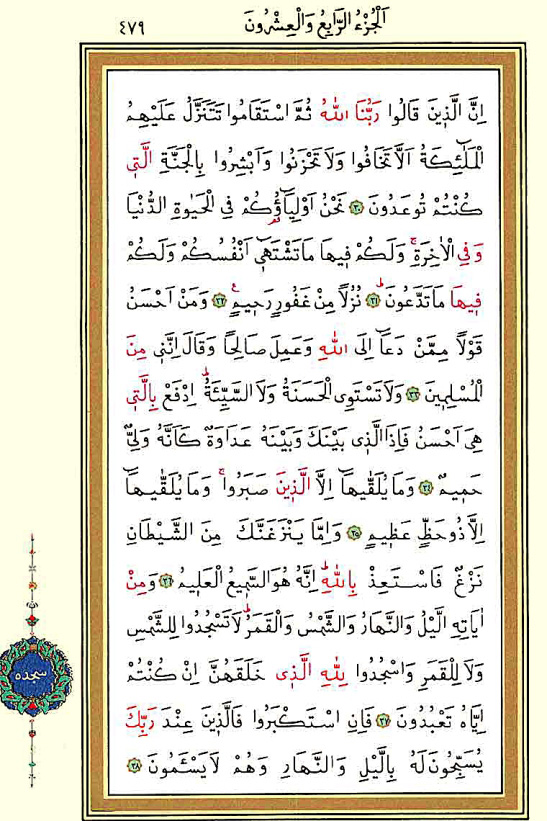 اَلْجُزْءُ الرَّابِعُ وَالْعِشْرُونَ
٤٧٩
اِنَّ الَّذٖينَ قَالُوا رَبُّنَا اللّٰهُ ثُمَّ اسْتَقَامُوا تَتَنَزَّلُ عَلَيْهِمُ
الْمَلٰٓئِكَةُ اَلَّا تَخَافُوا وَلَا تَحْزَنُوا وَاَبْشِرُوا بِالْجَنَّةِ الَّتٖى
كُنْتُمْ تُوعَدُونَ ﴿٣٠﴾ نَحْنُ اَوْلِيَٓاؤُكُمْ فِى الْحَيٰوةِ الدُّنْيَا
وَفِى الْاٰخِرَةِۚ وَلَكُمْ فٖيهَا مَا تَشْتَهٖٓى اَنْفُسُكُمْ وَلَكُمْ
فٖيهَا مَا تَدَّعُونَۜ ﴿٣١﴾ نُزُلًا مِنْ غَفُورٍ رَحٖيمٍࣖ ﴿٣٢﴾ وَمَنْ اَحْسَنُ
قَوْلًا مِمَّنْ دَعَٓا اِلَى اللّٰهِ وَعَمِلَ صَالِحًا وَقَالَ اِنَّنٖى مِنَ
الْمُسْلِمٖينَ ﴿٣٣﴾ وَلَا تَسْتَوِى الْحَسَنَةُ وَلَا السَّيِّئَةُۜ اِدْفَعْ بِالَّتٖى
هِىَ اَحْسَنُ فَاِذَا الَّذٖى بَيْنَكَ وَبَيْنَهُ عَدَاوَةٌ كَاَنَّهُ وَلِىٌّ
حَمٖيمٌ ﴿٣٤﴾ وَمَا يُلَقّٰيهَٓا اِلَّا الَّذٖينَ صَبَرُواۚ وَمَا يُلَقّٰيهَٓا
اِلَّا ذُو حَظٍّ عَظٖيمٍ ﴿٣٥﴾ وَاِمَّا يَنْزَغَنَّكَ مِنَ الشَّيْطَانِ
نَزْغٌ فَاسْتَعِذْ بِاللّٰهِۜ اِنَّهُ هُوَ السَّمٖيعُ الْعَلٖيمُ ﴿٣٦﴾ وَمِنْ
اٰيَاتِهِ الَّيْلُ وَالنَّهَارُ وَالشَّمْسُ وَالْقَمَرُۜ لَا تَسْجُدُوا لِلشَّمْسِ
وَلَا لِلْقَمَرِ وَاسْجُدُوا لِلّٰهِ الَّذٖى خَلَقَهُنَّ اِنْ كُنْتُمْ
اِيَّاهُ تَعْبُدُونَ ﴿٣٧﴾ فَاِنِ اسْتَكْبَرُوا فَالَّذٖينَ عِنْدَ رَبِّكَ
يُسَبِّحُونَ لَهُ بِالَّيْلِ وَالنَّهَارِ وَهُمْ لَا يَسْـَٔمُونَ ﴿٣٨﴾
سجده